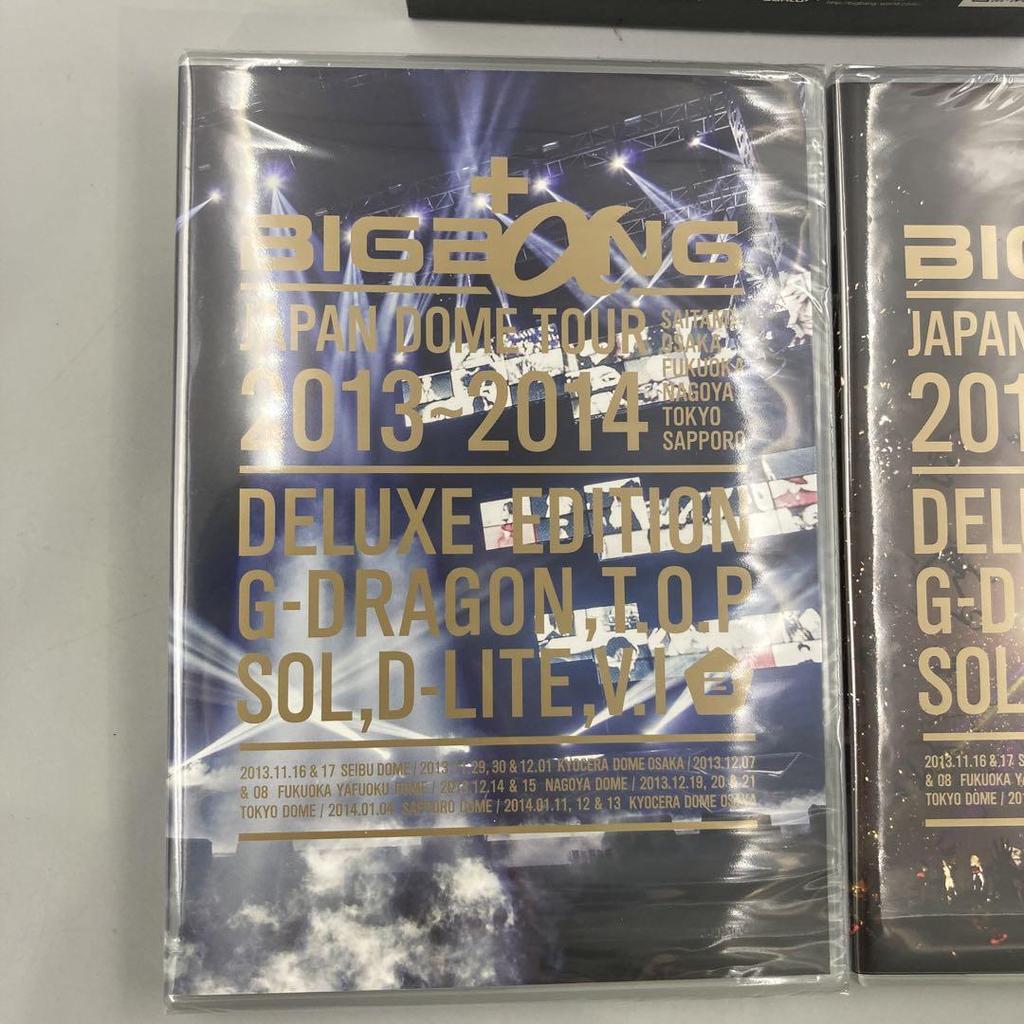 BIGBANG
+α
JAPAN DOME TOUR
2013~2014
SAITAMA
OSAKA
FUKUOKA
NAGOYA
TOKYO
SAPPORO
DELUXE EDITION
G-DRAGON,T.O.P
SOL,D-LITE,V.I
2013.11.16 & 17 SEIBU DOME / 2013.11.29, 30 & 12.01 KYOCERA DOME OSAKA / 2013.12.07
& 08 FUKUOKA YAFUOKU DOME / 2013.12.14 & 15 NAGOYA DOME / 2013.12.19, 20 & 21
TOKYO DOME / 2014.01.04 SAPPORO DOME / 2014.01.11, 12 & 13 KYOCERA DOME OSAKA
BIG
JAPAN
201
DEL
G-D
SOL
2013.11.16 & 17 S
& 08 FUKUOKA
TOKYO DOME / 20